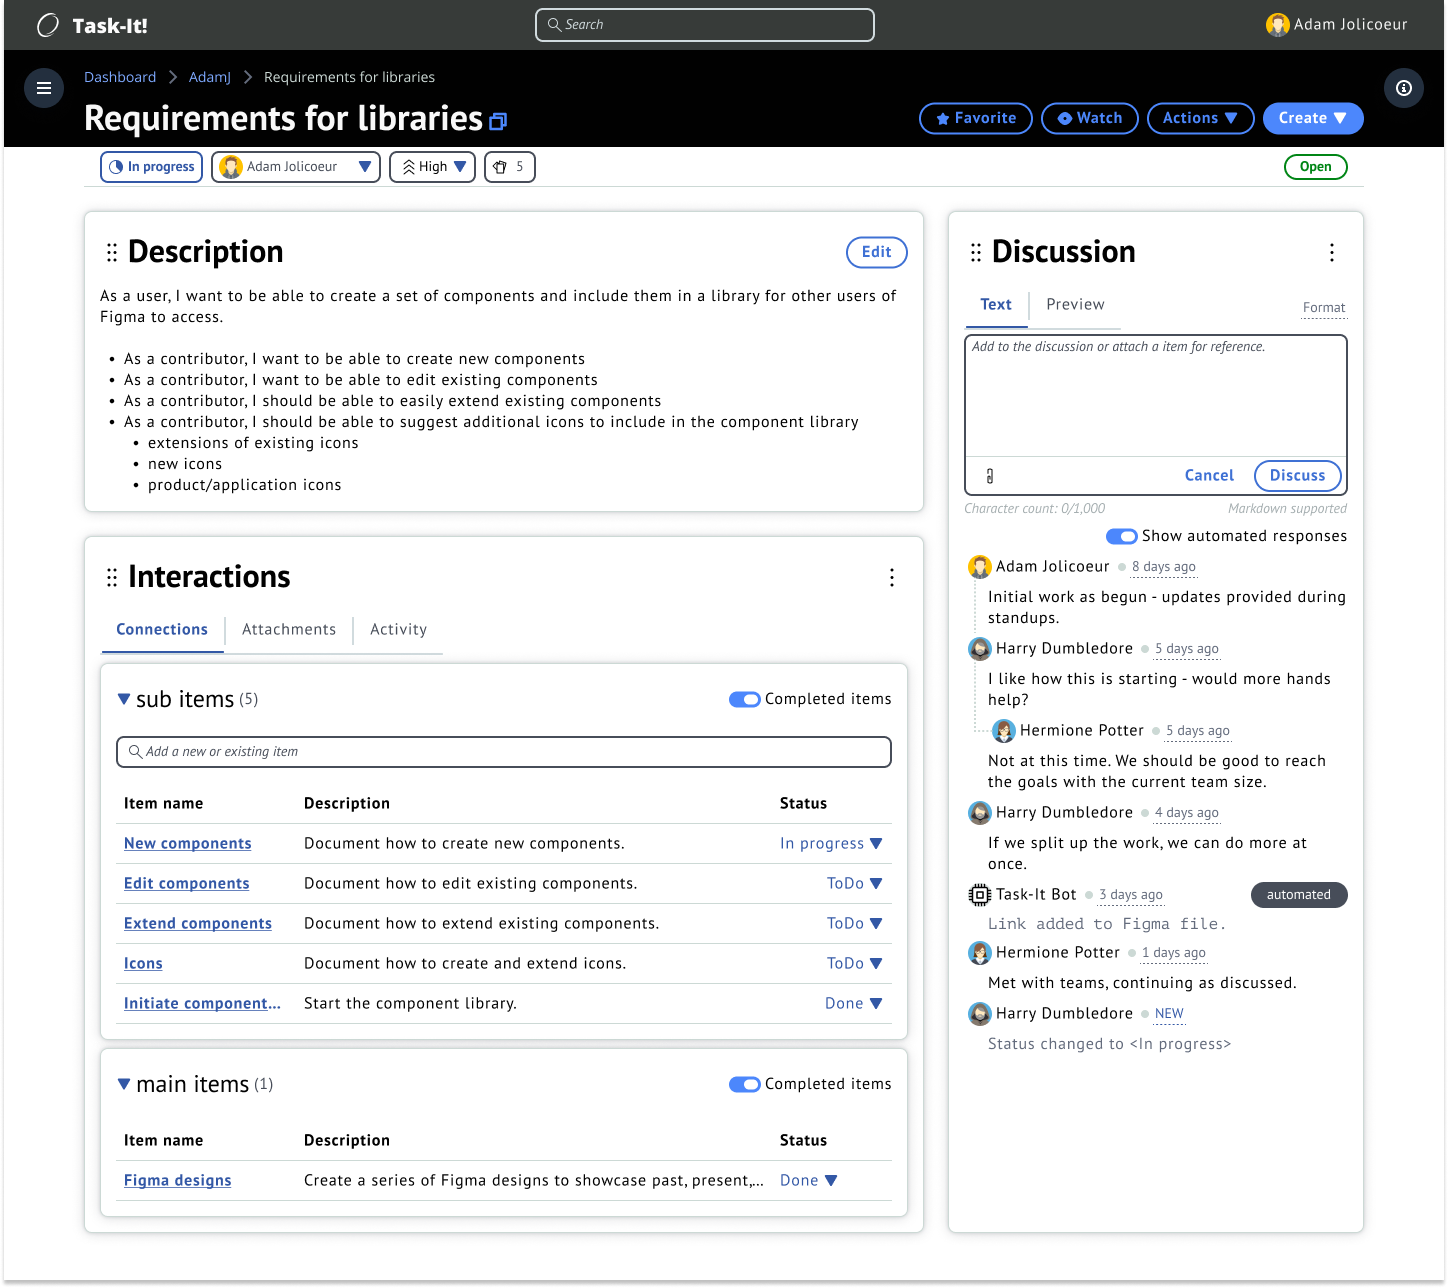 Task-It!
Search
Adam Jolicoeur
Dashboard AdamJ Requirements for libraries
Requirements for libraries
Favorite
Watch
Actions
Create
In progress
Adam Jolicoeur
High
5
Open
Description
Edit
As a user, I want to be able to create a set of components and include them in a library for other users of
Figma to access.
• As a contributor, I want to be able to create new components
• As a contributor, I want to be able to edit existing components
• As a contributor, I should be able to easily extend existing components
• As a contributor, I should be able to suggest additional icons to include in the component library
• extensions of existing icons
• new icons
• product/application icons
Interactions
Connections Attachments Activity
sub items (5)
Completed items
Add a new or existing item
Item name Description Status
New components Document how to create new components. In progress
Edit components Document how to edit existing components. ToDo
Extend components Document how to extend existing components. ToDo
Icons Document how to create and extend icons. ToDo
Initiate component... Start the component library. Done
main items (1)
Completed items
Item name Description Status
Figma designs Create a series of Figma designs to showcase past, present,... Done
Discussion
Text Preview Format
Add to the discussion or attach a item for reference.
Cancel Discuss
Character count: 0/1,000 Markdown supported
Show automated responses
Adam Jolicoeur 8 days ago
Initial work as begun - updates provided during
standups.
Harry Dumbledore 5 days ago
I like how this is starting - would more hands
help?
Hermione Potter 5 days ago
Not at this time. We should be good to reach
the goals with the current team size.
Harry Dumbledore 4 days ago
If we split up the work, we can do more at
once.
Task-It Bot 3 days ago automated
Link added to Figma file.
Hermione Potter 1 days ago
Met with teams, continuing as discussed.
Harry Dumbledore NEW
Status changed to <In progress>